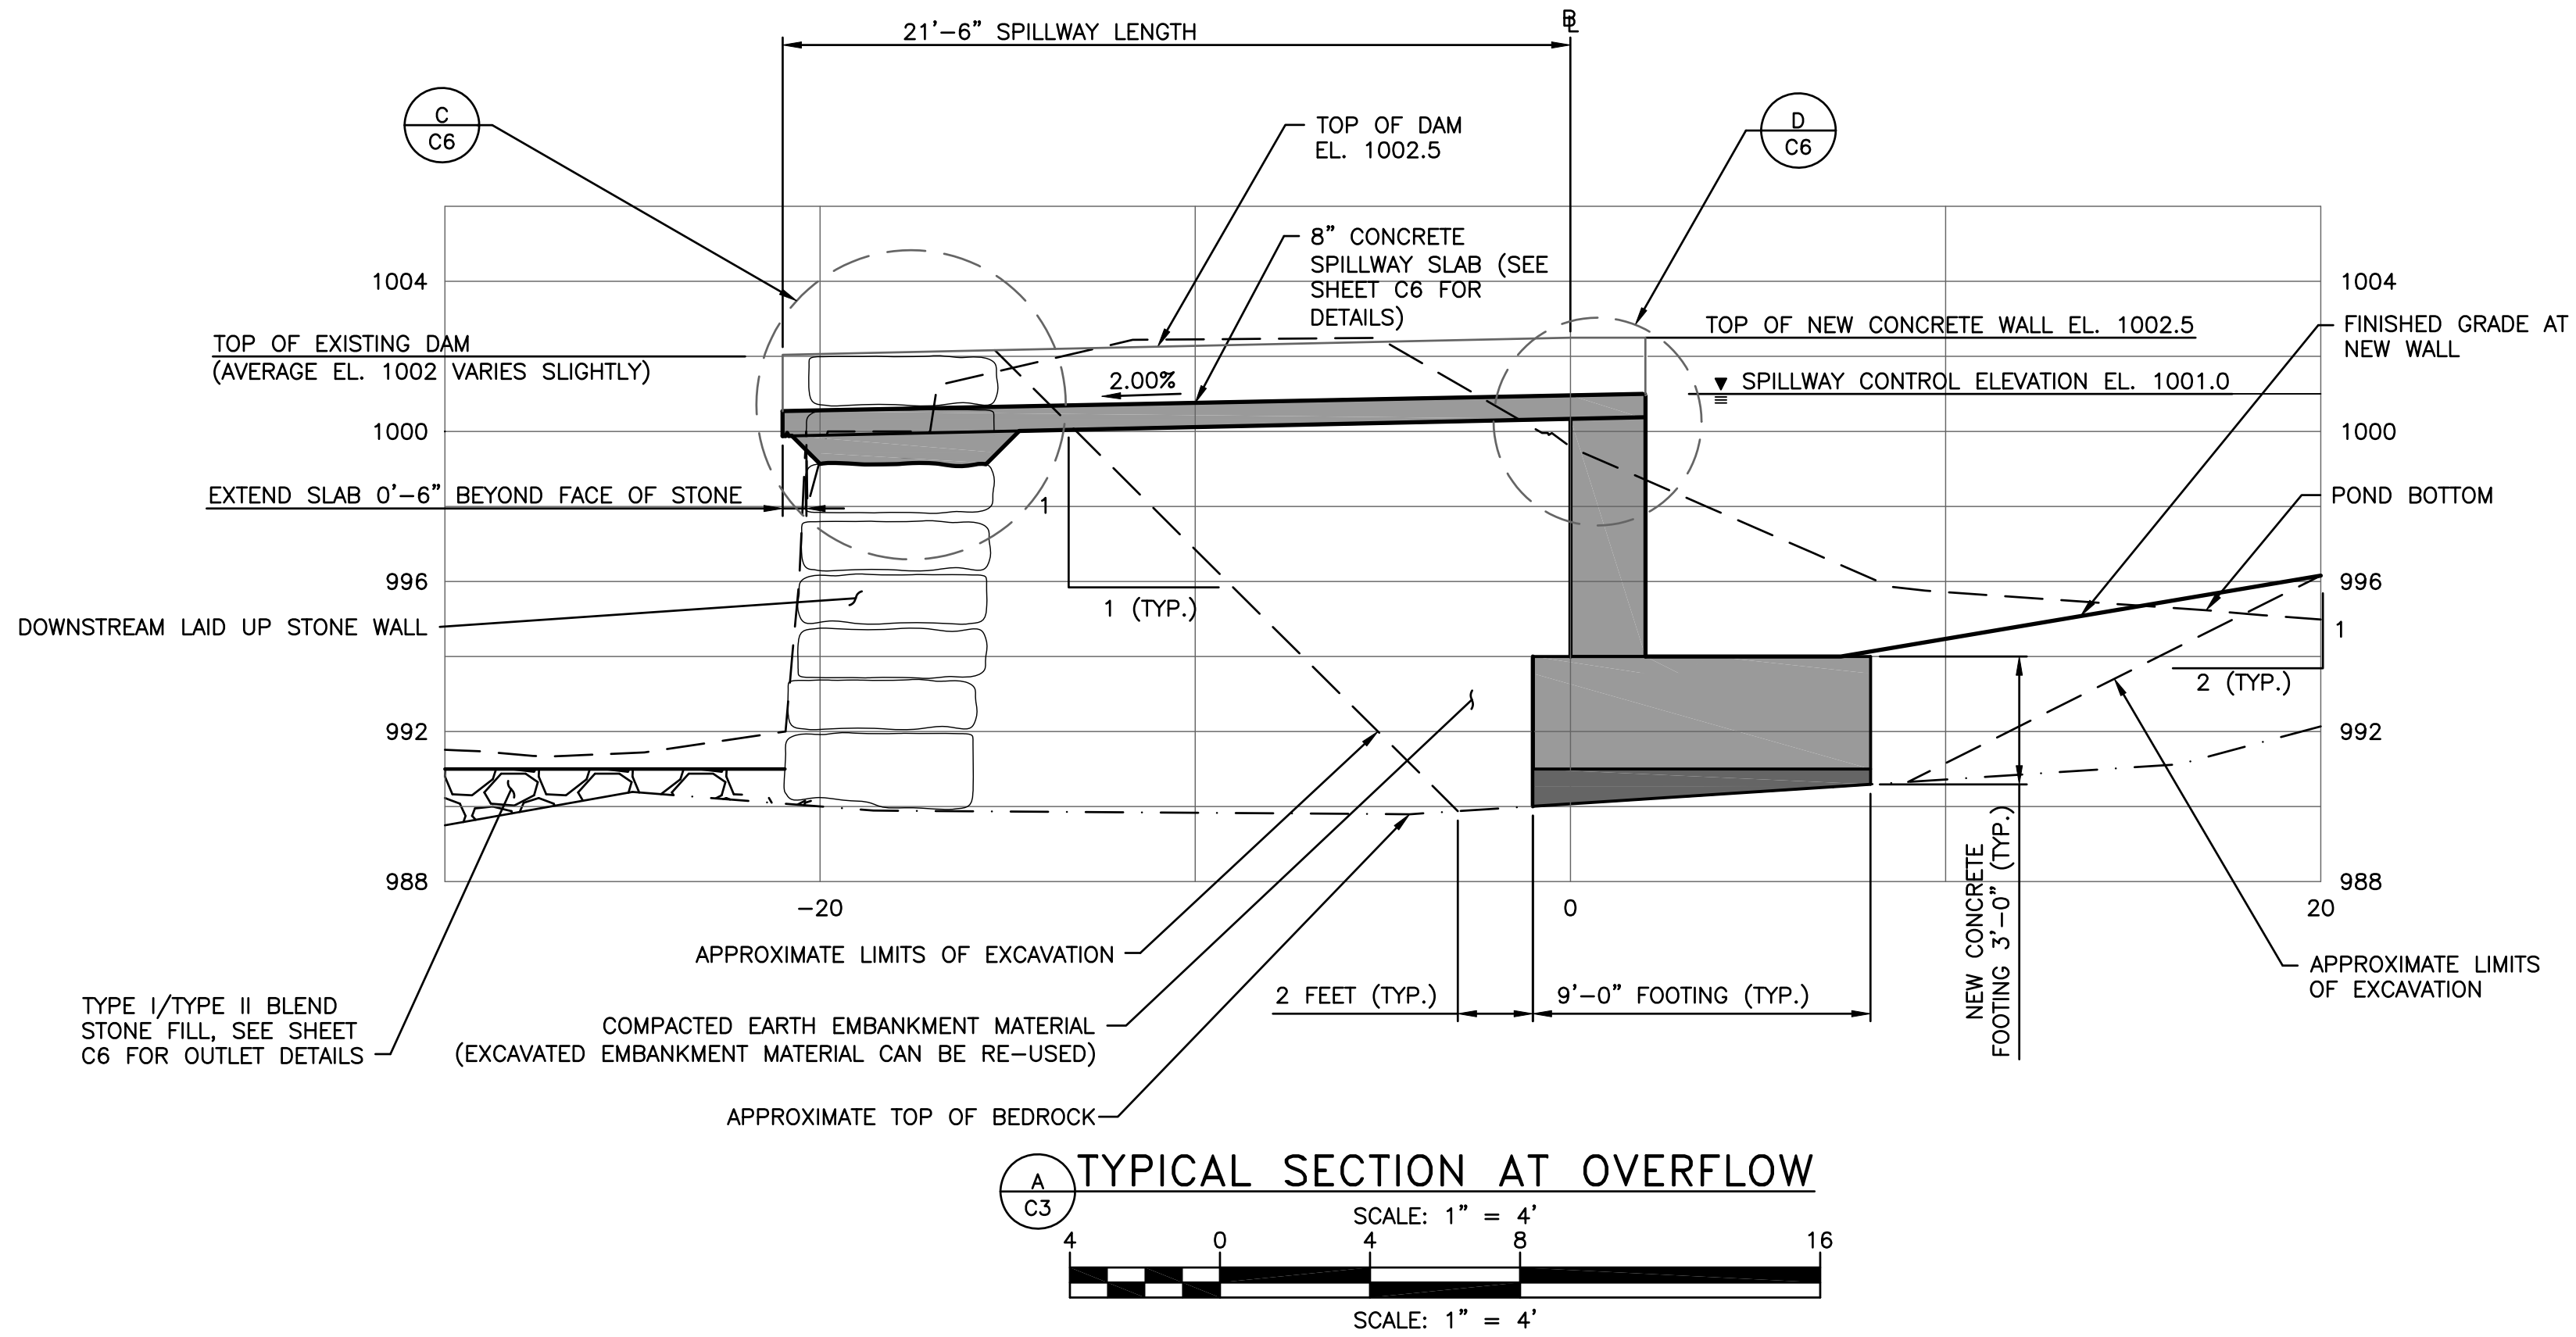 21'-6" SPILLWAY LENGTH
B
L
C
C6
TOP OF DAM
EL. 1002.5
D
C6
8" CONCRETE
SPILLWAY SLAB (SEE
SHEET C6 FOR
DETAILS)
1004
1004
TOP OF EXISTING DAM
(AVERAGE EL. 1002 VARIES SLIGHTLY)
TOP OF NEW CONCRETE WALL EL. 1002.5
FINISHED GRADE AT
NEW WALL
2.00%
SPILLWAY CONTROL ELEVATION EL. 1001.0
1000
1000
EXTEND SLAB 0'-6" BEYOND FACE OF STONE
1
POND BOTTOM
996
996
1 (TYP.)
DOWNSTREAM LAID UP STONE WALL
1
2 (TYP.)
992
992
988
988
-20
0
20
APPROXIMATE LIMITS OF EXCAVATION
2 FEET (TYP.)
9'-0" FOOTING (TYP.)
NEW CONCRETE
FOOTING 3'-0" (TYP.)
APPROXIMATE LIMITS
OF EXCAVATION
TYPE I/TYPE II BLEND
STONE FILL, SEE SHEET
C6 FOR OUTLET DETAILS
COMPACTED EARTH EMBANKMENT MATERIAL
(EXCAVATED EMBANKMENT MATERIAL CAN BE RE-USED)
APPROXIMATE TOP OF BEDROCK
A
C3
TYPICAL SECTION AT OVERFLOW
SCALE: 1" = 4'
4 0 4 8 16
SCALE: 1" = 4'